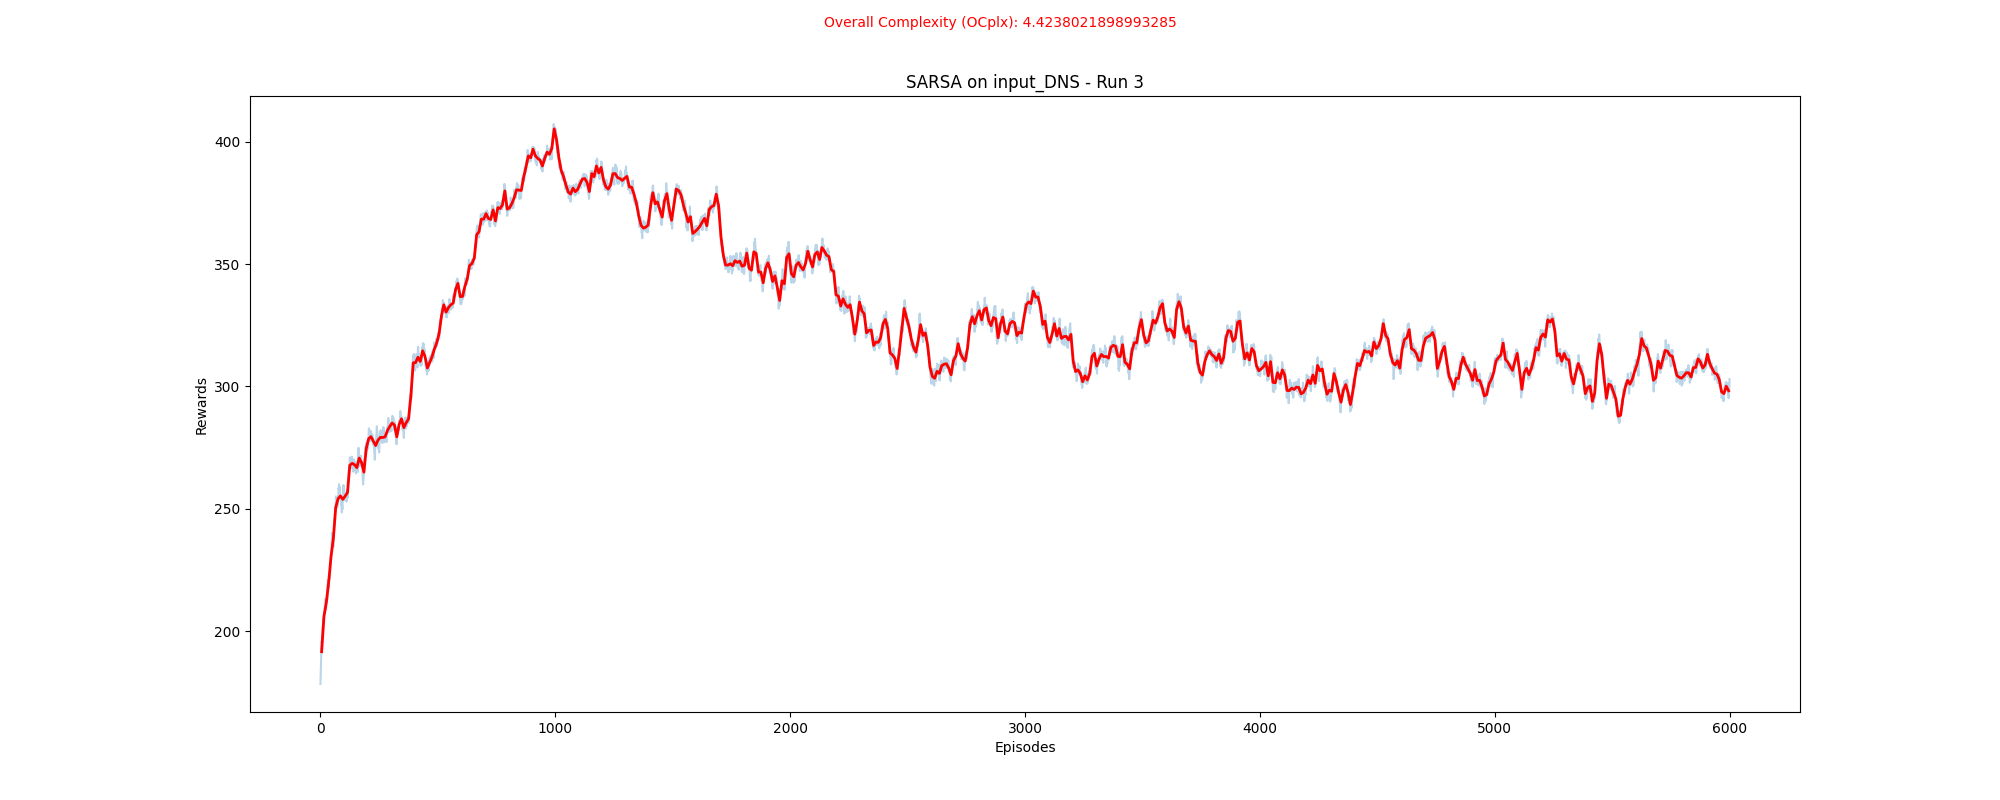 Overall Complexity (OCplx): 4.4238021898993285
SARSA on input_DNS - Run 3
400
350
300
250
200
Rewards
0 1000 2000 3000 4000 5000 6000
Episodes